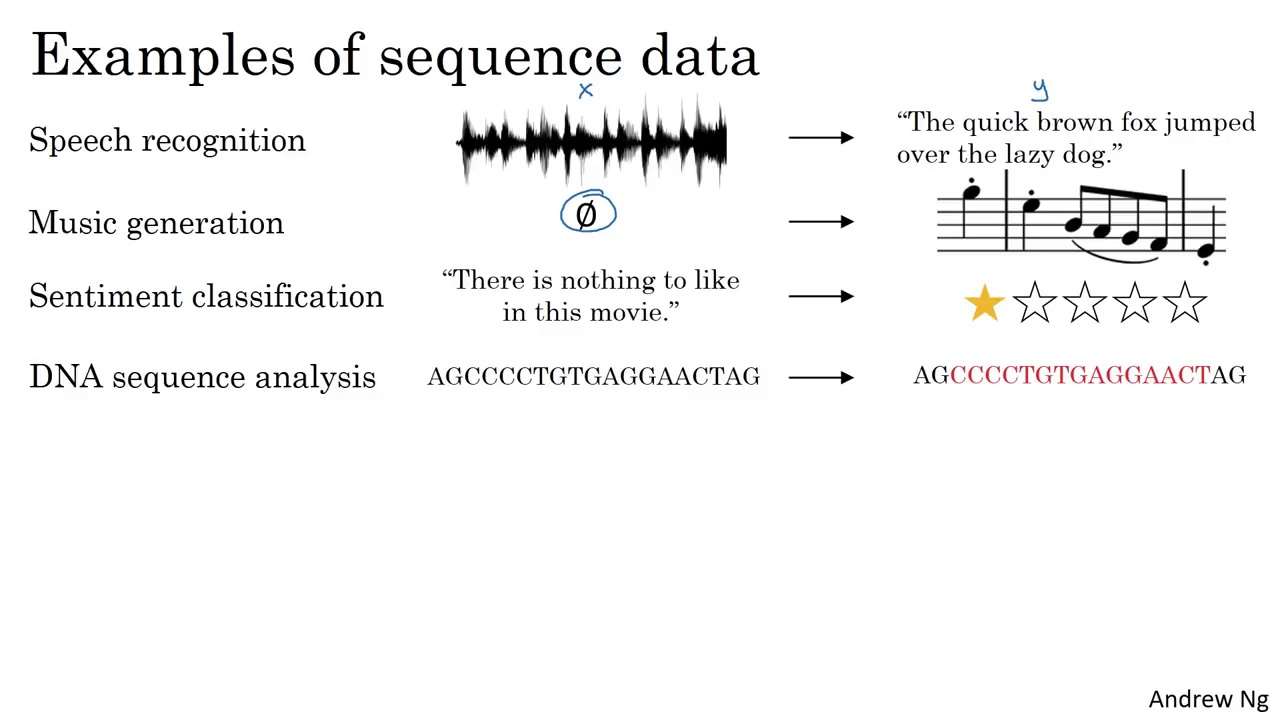 Examples of sequence data
x
y
Speech recognition
“The quick brown fox jumped
over the lazy dog.”
Music generation
Ø
Sentiment classification
“There is nothing to like
in this movie.”
DNA sequence analysis
AGCCCCTGTGAGGAACTAG
AGCCCCTGTGAGGAACTAG
Andrew Ng